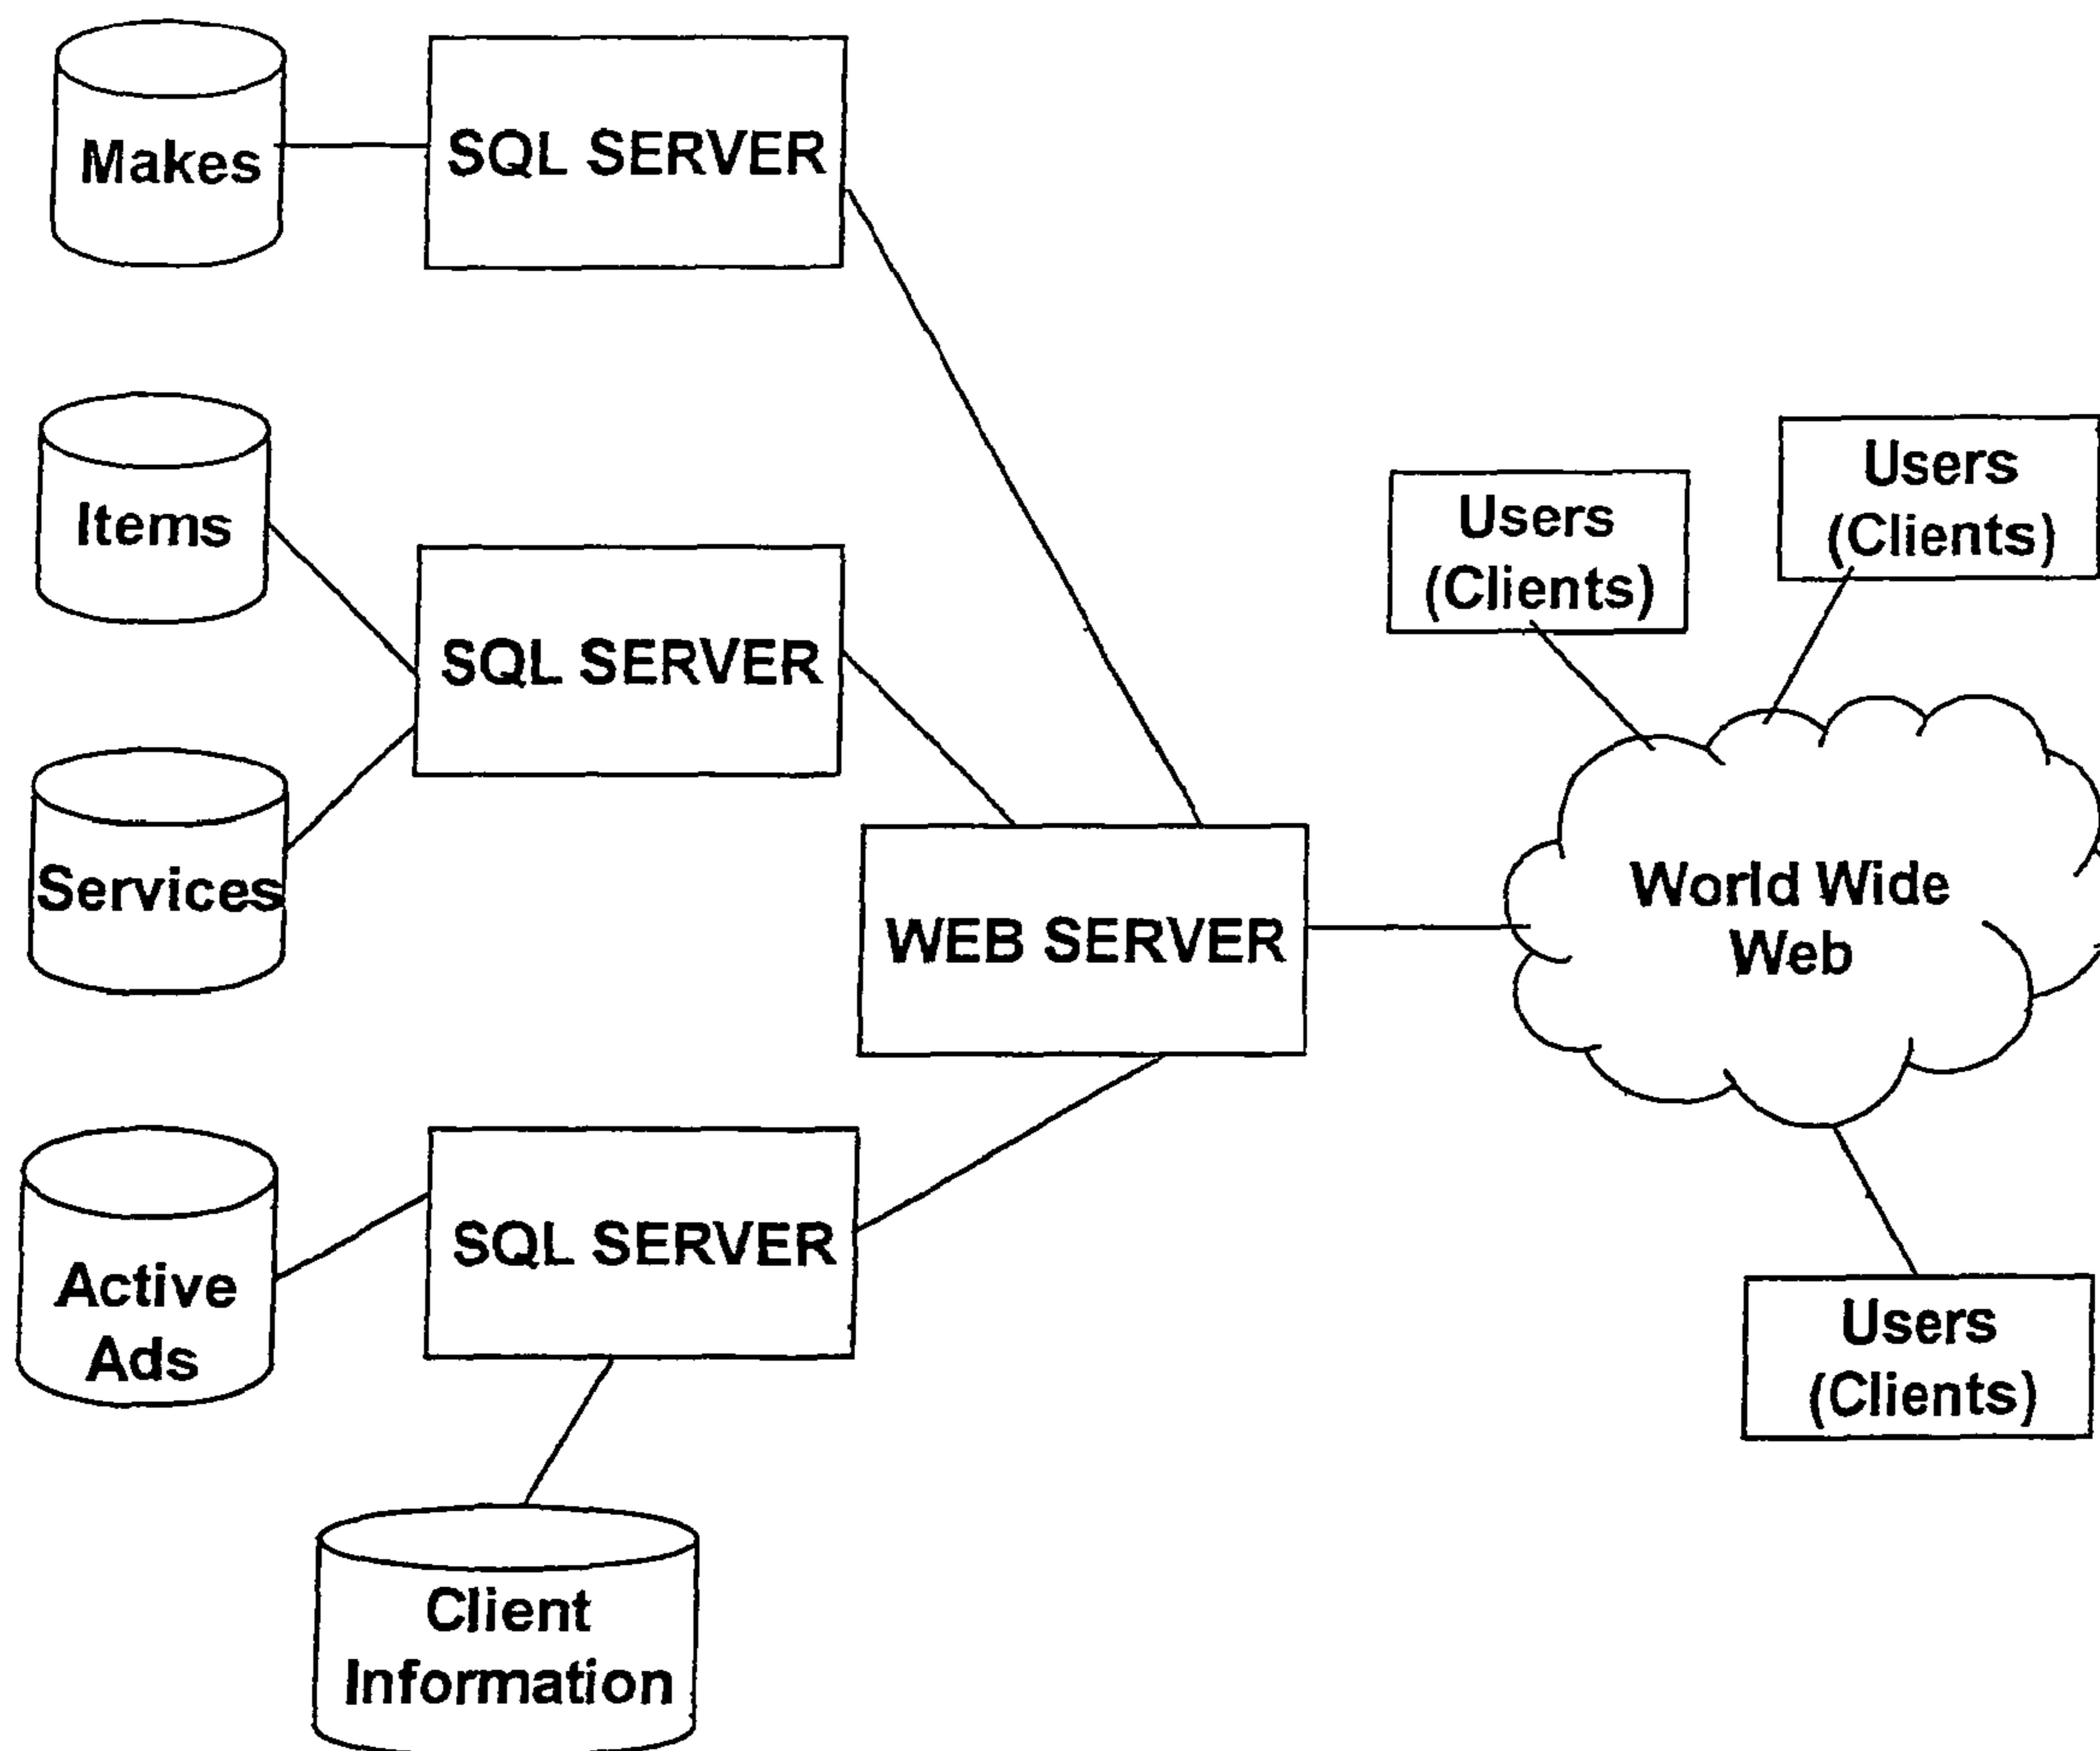 Makes
SQL SERVER
Items
SQL SERVER
Services
Users
(Clients)
Users
(Clients)
WEB SERVER
World Wide
Web
Active
Ads
SQL SERVER
Users
(Clients)
Client
Information